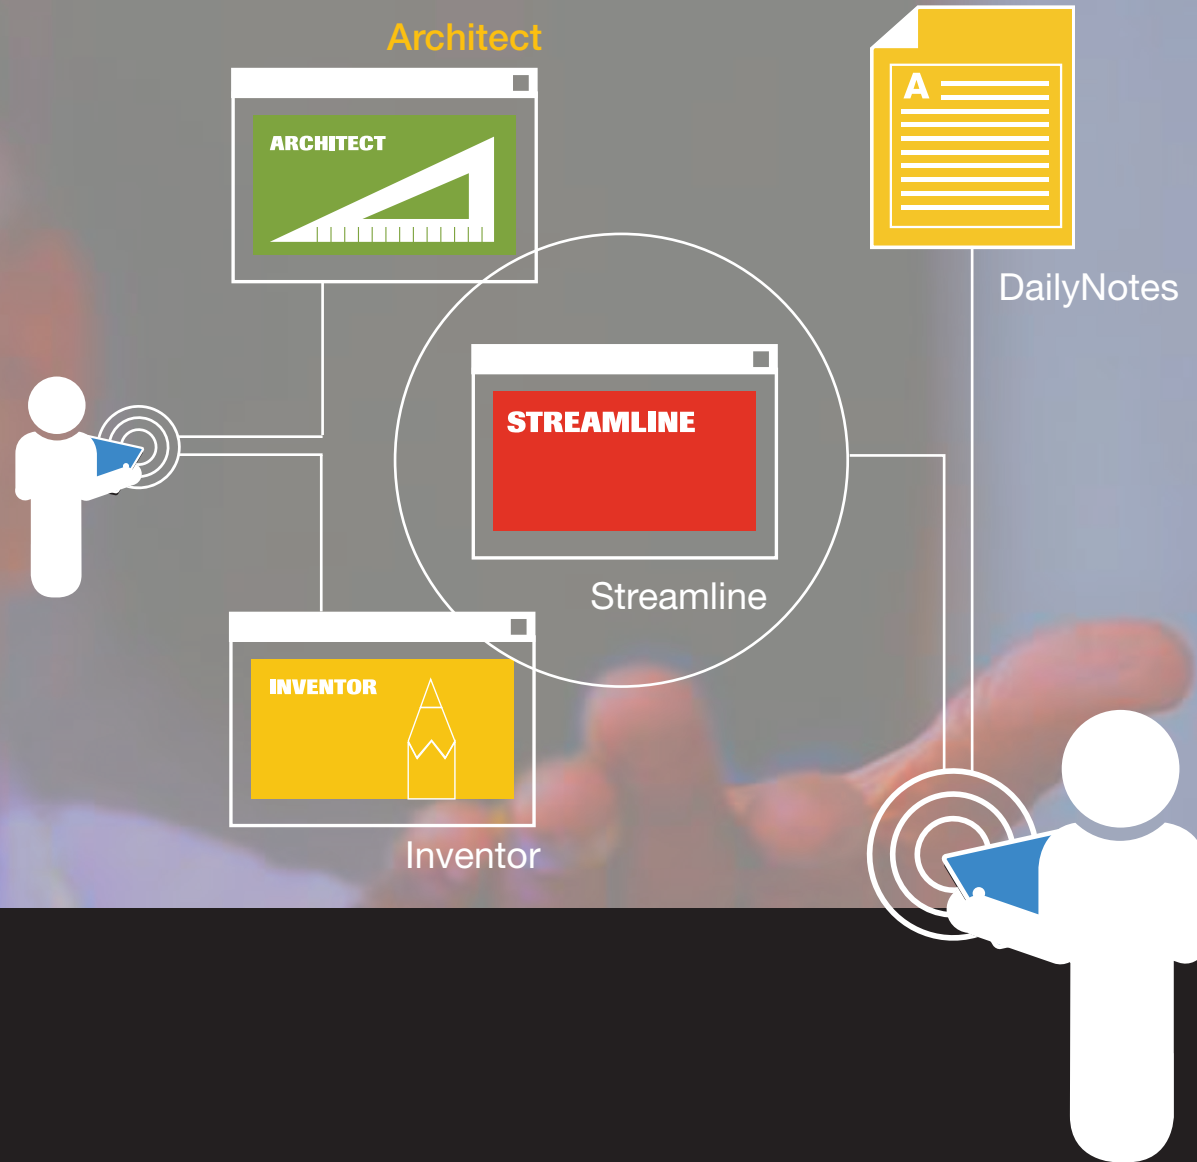 Architect
ARCHITECT
A
DailyNotes
STREAMLINE
Streamline
INVENTOR
Inventor